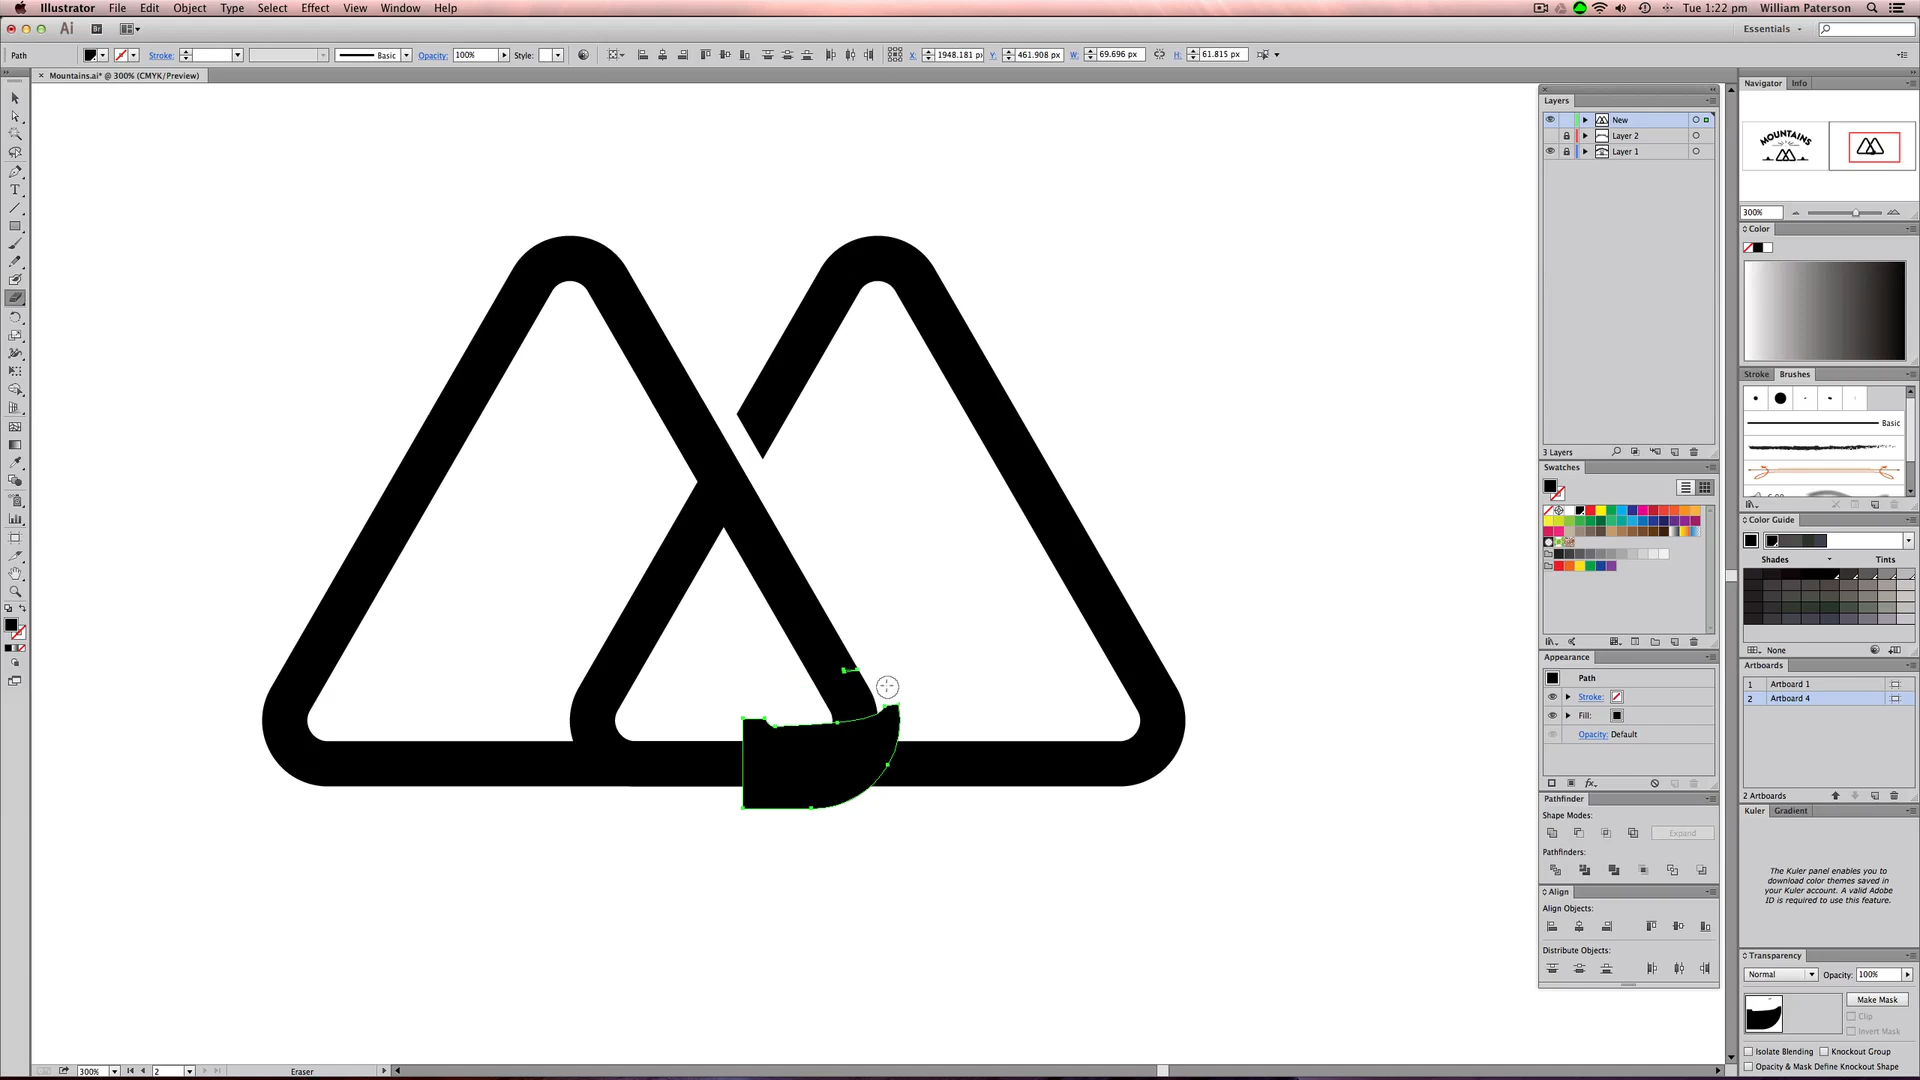 Illustrator File Edit Object Type Select Effect View Window Help
Tue 1:22 pm William Paterson
Ai Br Essentials
Path Stroke: Basic Opacity: 100% Style: X: 1948.181 p Y: 461.908 px W: 69.696 px H: 61.815 px
× Mountains.ai* @ 300% (CMYK/Preview)
Layers
New
Layer 2
Layer 1
3 Layers
Swatches
Appearance
Path
Stroke:
Fill:
Opacity: Default
Pathfinder
Shape Modes:
Expand
Pathfinders:
Align
Align Objects:
Distribute Objects:
Navigator Info
MOUNTAINS
300%
Color
Stroke Brushes
Basic
Color Guide
Shades Tints
None
Artboards
1 Artboard 1
2 Artboard 4
2 Artboards
Kuler Gradient
The Kuler panel enables you to
download color themes saved in
your Kuler account. A valid Adobe
ID is required to use this feature.
Transparency
Normal Opacity: 100%
Make Mask
Clip
Invert Mask
Isolate Blending Knockout Group
Opacity & Mask Define Knockout Shape
300% 2 Eraser